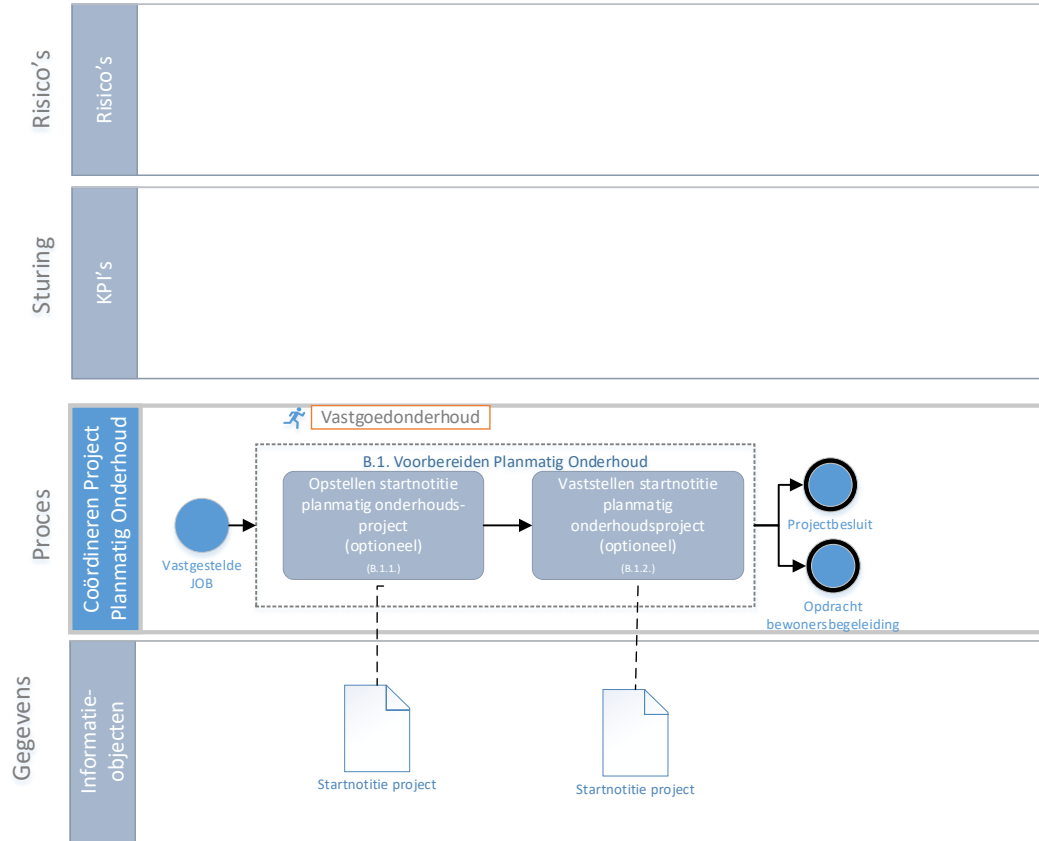 Risico's
Risico's
Sturing
KPI's
Proces
Coördineren Project
Planmatig Onderhoud
Vastgoedonderhoud
B.1. Voorbereiden Planmatig Onderhoud
Vastgestelde
JOB
Opstellen startnotitie
planmatig onderhouds-
project
(optioneel)
(B.1.1.)
Vaststellen startnotitie
planmatig
onderhoudsproject
(optioneel)
(B.1.2.)
Projectbesluit
Opdracht
bewonersbegeleiding
Gegevens
Informatie-
objecten
Startnotitie project
Startnotitie project